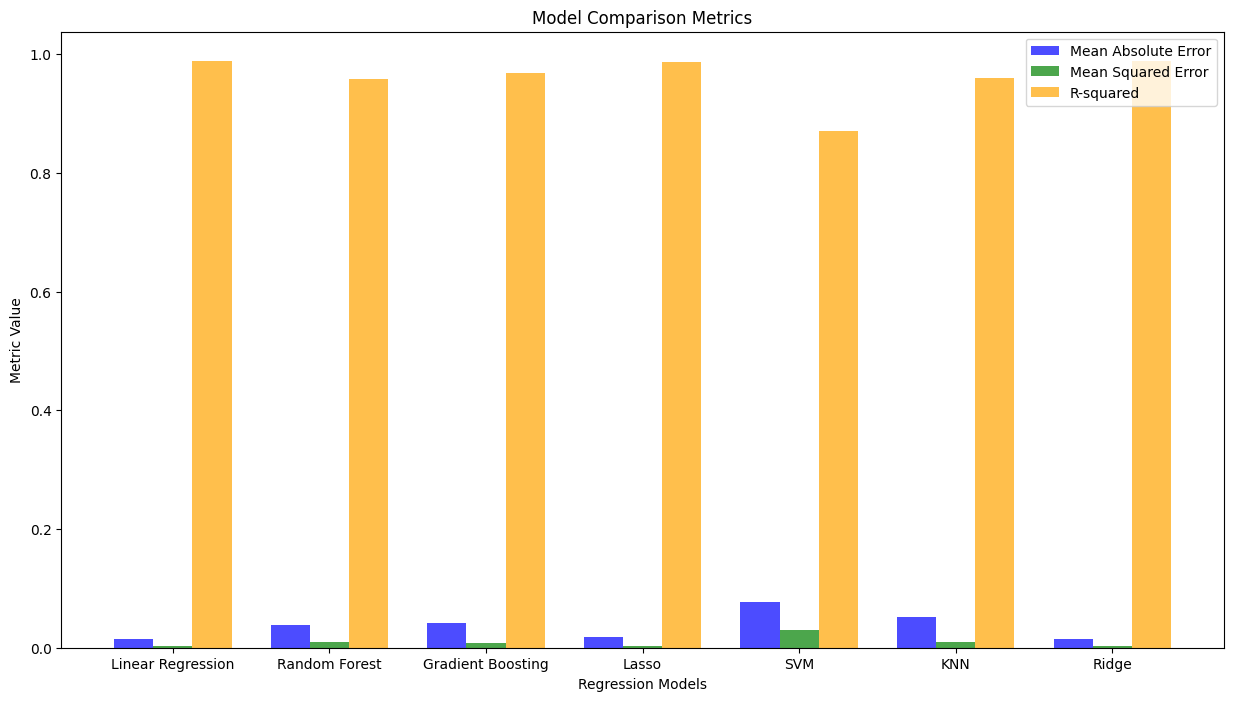 Model Comparison Metrics
Mean Absolute Error
Mean Squared Error
R-squared
1.0
0.8
0.6
0.4
0.2
0.0
Metric Value
Linear Regression Random Forest Gradient Boosting Lasso SVM KNN Ridge
Regression Models